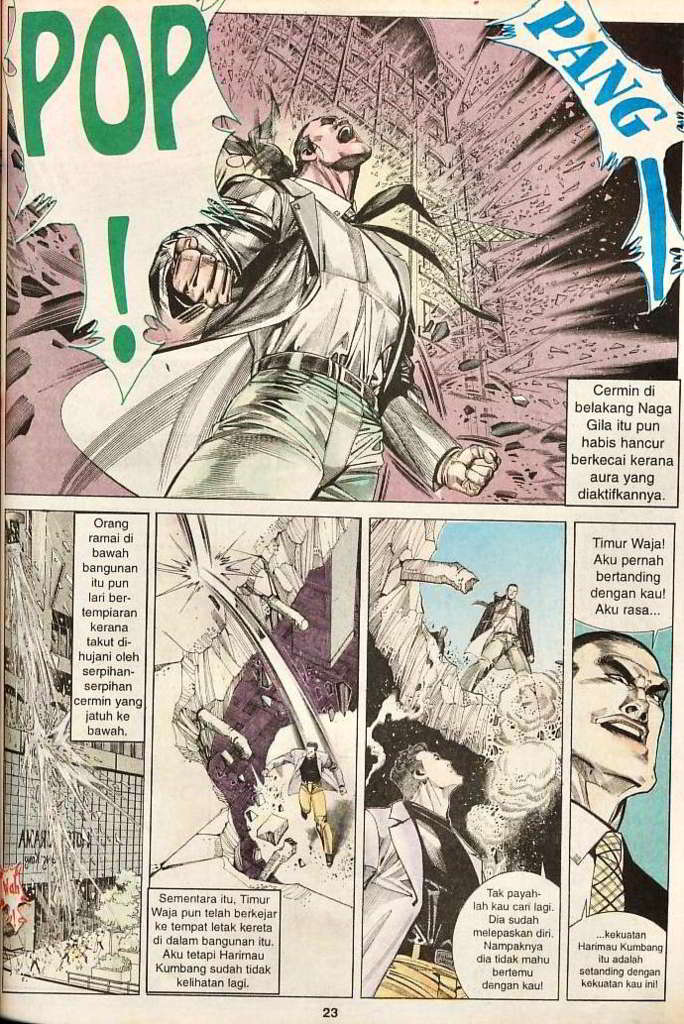 POP
!
PANG
!
Cermin di
belakang Naga
Gila itu pun
habis hancur
berkecai kerana
aura yang
diaktifkannya.
Orang
ramai di
bawah
bangunan
itu pun
lari ber-
tempiaran
kerana
takut di-
hujani oleh
serpihan-
serpihan
cermin yang
jatuh ke
bawah.
Sementara itu, Timur
Waja pun telah berkejar
ke tempat letak kereta
di dalam bangunan itu.
Aku tetapi Harimau
Kumbang sudah tidak
kelihatan lagi.
Tak payah-
lah kau cari lagi.
Dia sudah
melepaskan diri.
Nampaknya
dia tidak mahu
bertemu
dengan kau!
Timur Waja!
Aku pernah
bertanding
dengan kau!
Aku rasa...
...kekuatan
Harimau Kumbang
itu adalah
setanding dengan
kekuatan kau ini!
23